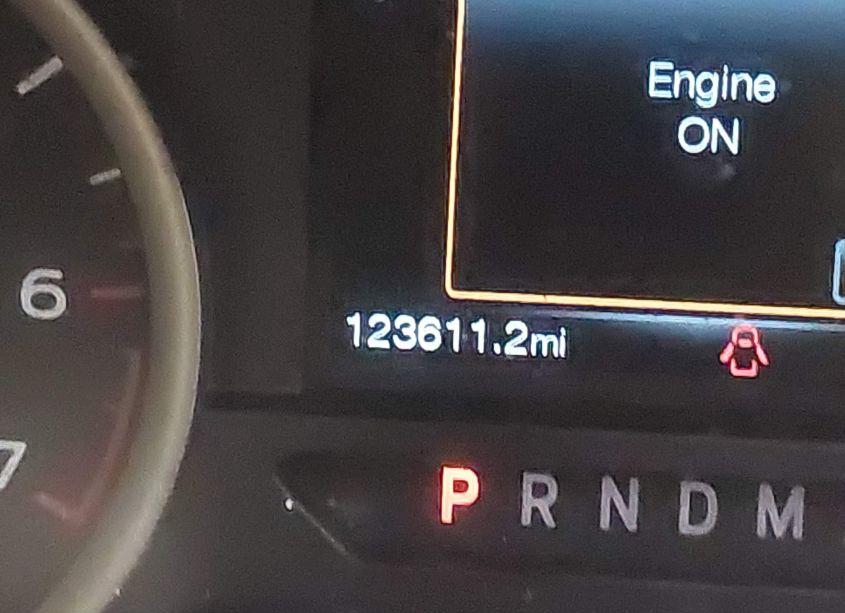 Engine
ON
6
123611.2mi
7
P R N D M